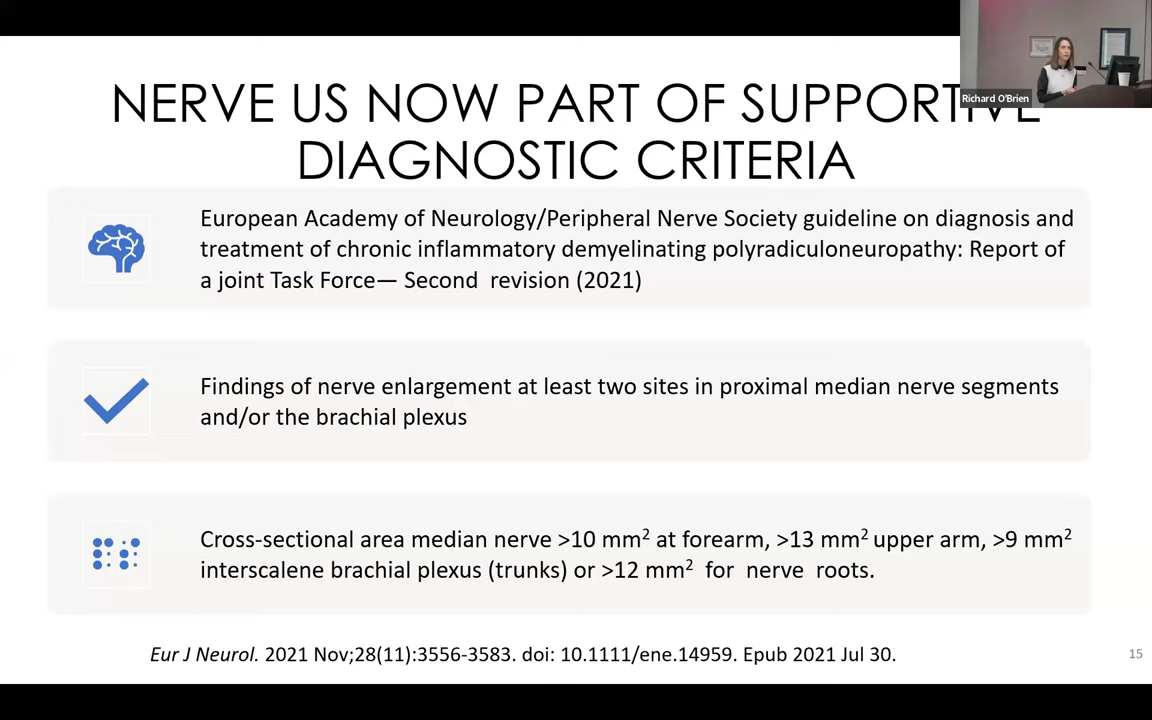 NERVE US NOW PART OF SUPPORTIVE
DIAGNOSTIC CRITERIA
Richard O'Brien
European Academy of Neurology/Peripheral Nerve Society guideline on diagnosis and
treatment of chronic inflammatory demyelinating polyradiculoneuropathy: Report of
a joint Task Force— Second revision (2021)
Findings of nerve enlargement at least two sites in proximal median nerve segments
and/or the brachial plexus
Cross-sectional area median nerve >10 mm² at forearm, >13 mm² upper arm, >9 mm²
interscalene brachial plexus (trunks) or >12 mm² for nerve roots.
Eur J Neurol. 2021 Nov;28(11):3556-3583. doi: 10.1111/ene.14959. Epub 2021 Jul 30.
15